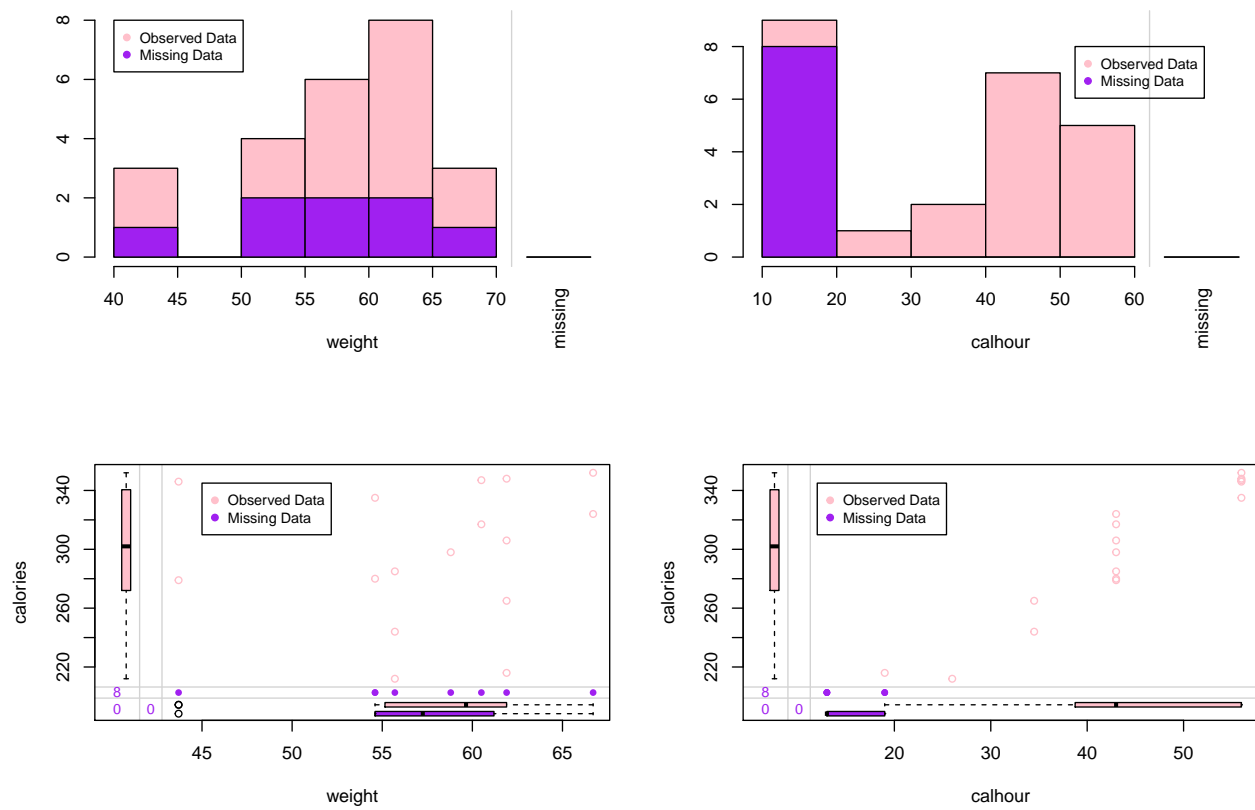 8
6
4
2
0
Observed Data
Missing Data
40 45 50 55 60 65 70
missing
weight
8
6
4
2
0
Observed Data
Missing Data
10 20 30 40 50 60
missing
calhour
340
300
260
220
calories
Observed Data
Missing Data
8
0 0
45 50 55 60 65
weight
340
300
260
220
calories
Observed Data
Missing Data
8
0 0
20 30 40 50
calhour